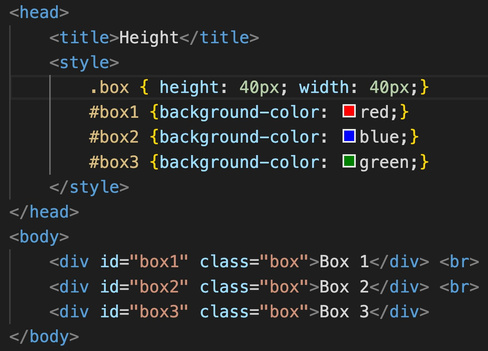 <head>
    <title>Height</title>
    <style>
        .box { height: 40px; width: 40px;}
        #box1 {background-color: red;}
        #box2 {background-color: blue;}
        #box3 {background-color: green;}
    </style>
</head>
<body>
    <div id="box1" class="box">Box 1</div> <br>
    <div id="box2" class="box">Box 2</div> <br>
    <div id="box3" class="box">Box 3</div>
</body>